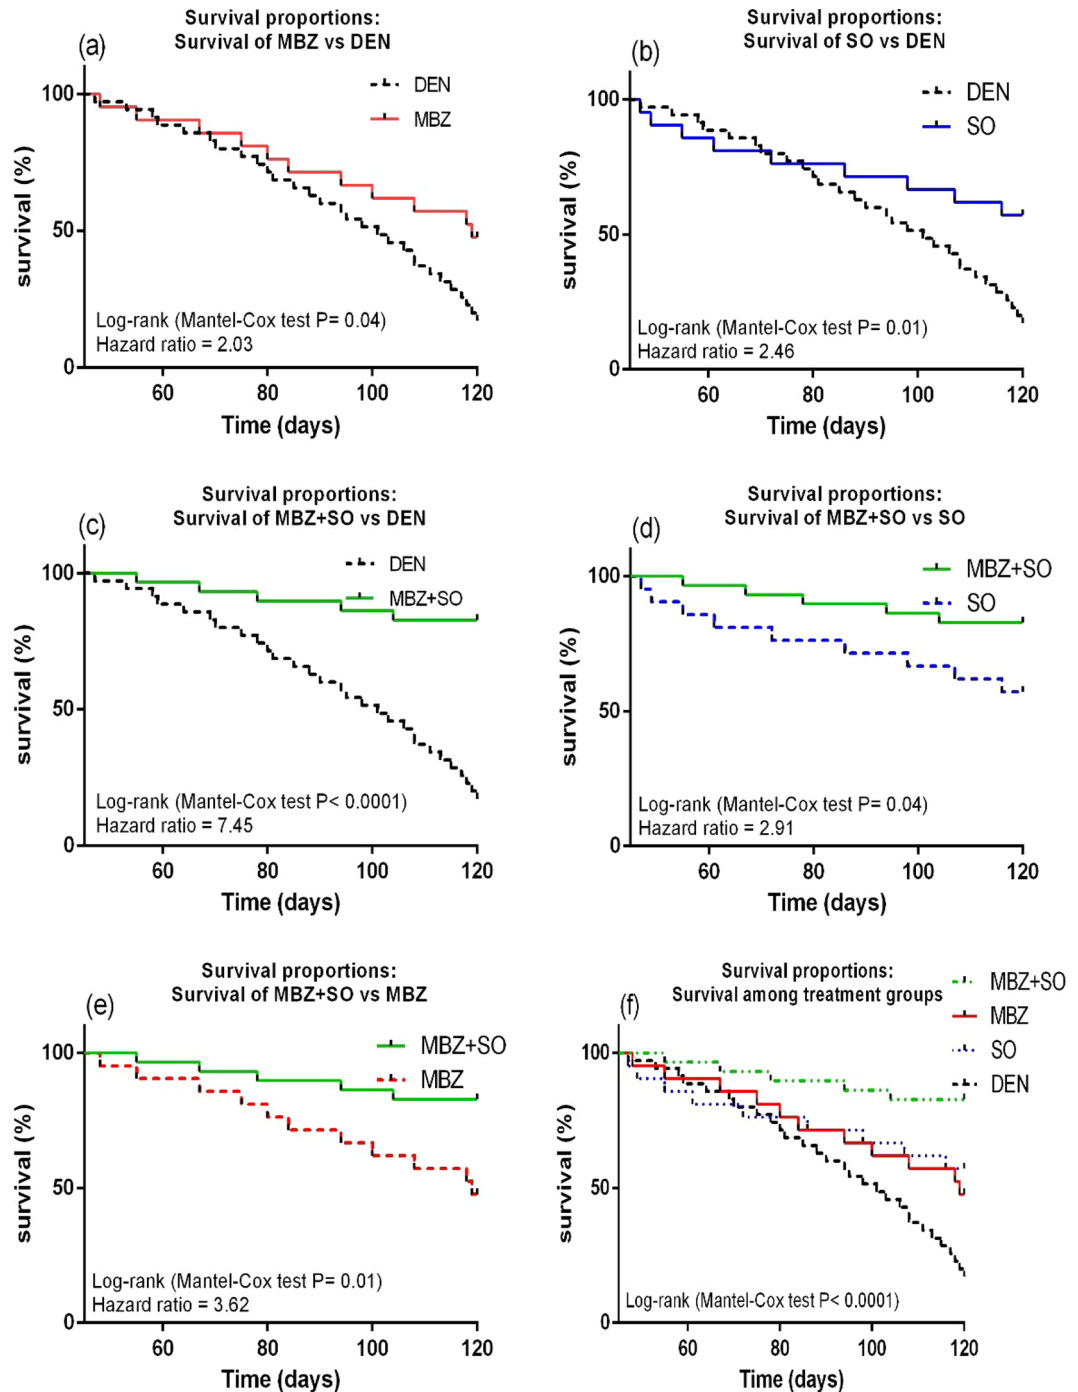 Survival proportions:
Survival of MBZ vs DEN
(a)
DEN
MBZ
100
50
0
survival (%)
Log-rank (Mantel-Cox test P= 0.04)
Hazard ratio = 2.03
60 80 100 120
Time (days)
Survival proportions:
Survival of SO vs DEN
(b)
DEN
SO
100
50
0
survival (%)
Log-rank (Mantel-Cox test P= 0.01)
Hazard ratio = 2.46
60 80 100 120
Time (days)
Survival proportions:
Survival of MBZ+SO vs DEN
(c)
DEN
MBZ+SO
100
50
0
survival (%)
Log-rank (Mantel-Cox test P< 0.0001)
Hazard ratio = 7.45
60 80 100 120
Time (days)
Survival proportions:
Survival of MBZ+SO vs SO
(d)
MBZ+SO
SO
100
50
0
survival (%)
Log-rank (Mantel-Cox test P= 0.04)
Hazard ratio = 2.91
60 80 100 120
Time (days)
Survival proportions:
Survival of MBZ+SO vs MBZ
(e)
MBZ+SO
MBZ
100
50
0
survival (%)
Log-rank (Mantel-Cox test P= 0.01)
Hazard ratio = 3.62
60 80 100 120
Time (days)
Survival proportions:
Survival among treatment groups
(f)
MBZ+SO
MBZ
SO
DEN
100
50
0
survival (%)
Log-rank (Mantel-Cox test P< 0.0001)
60 80 100 120
Time (days)